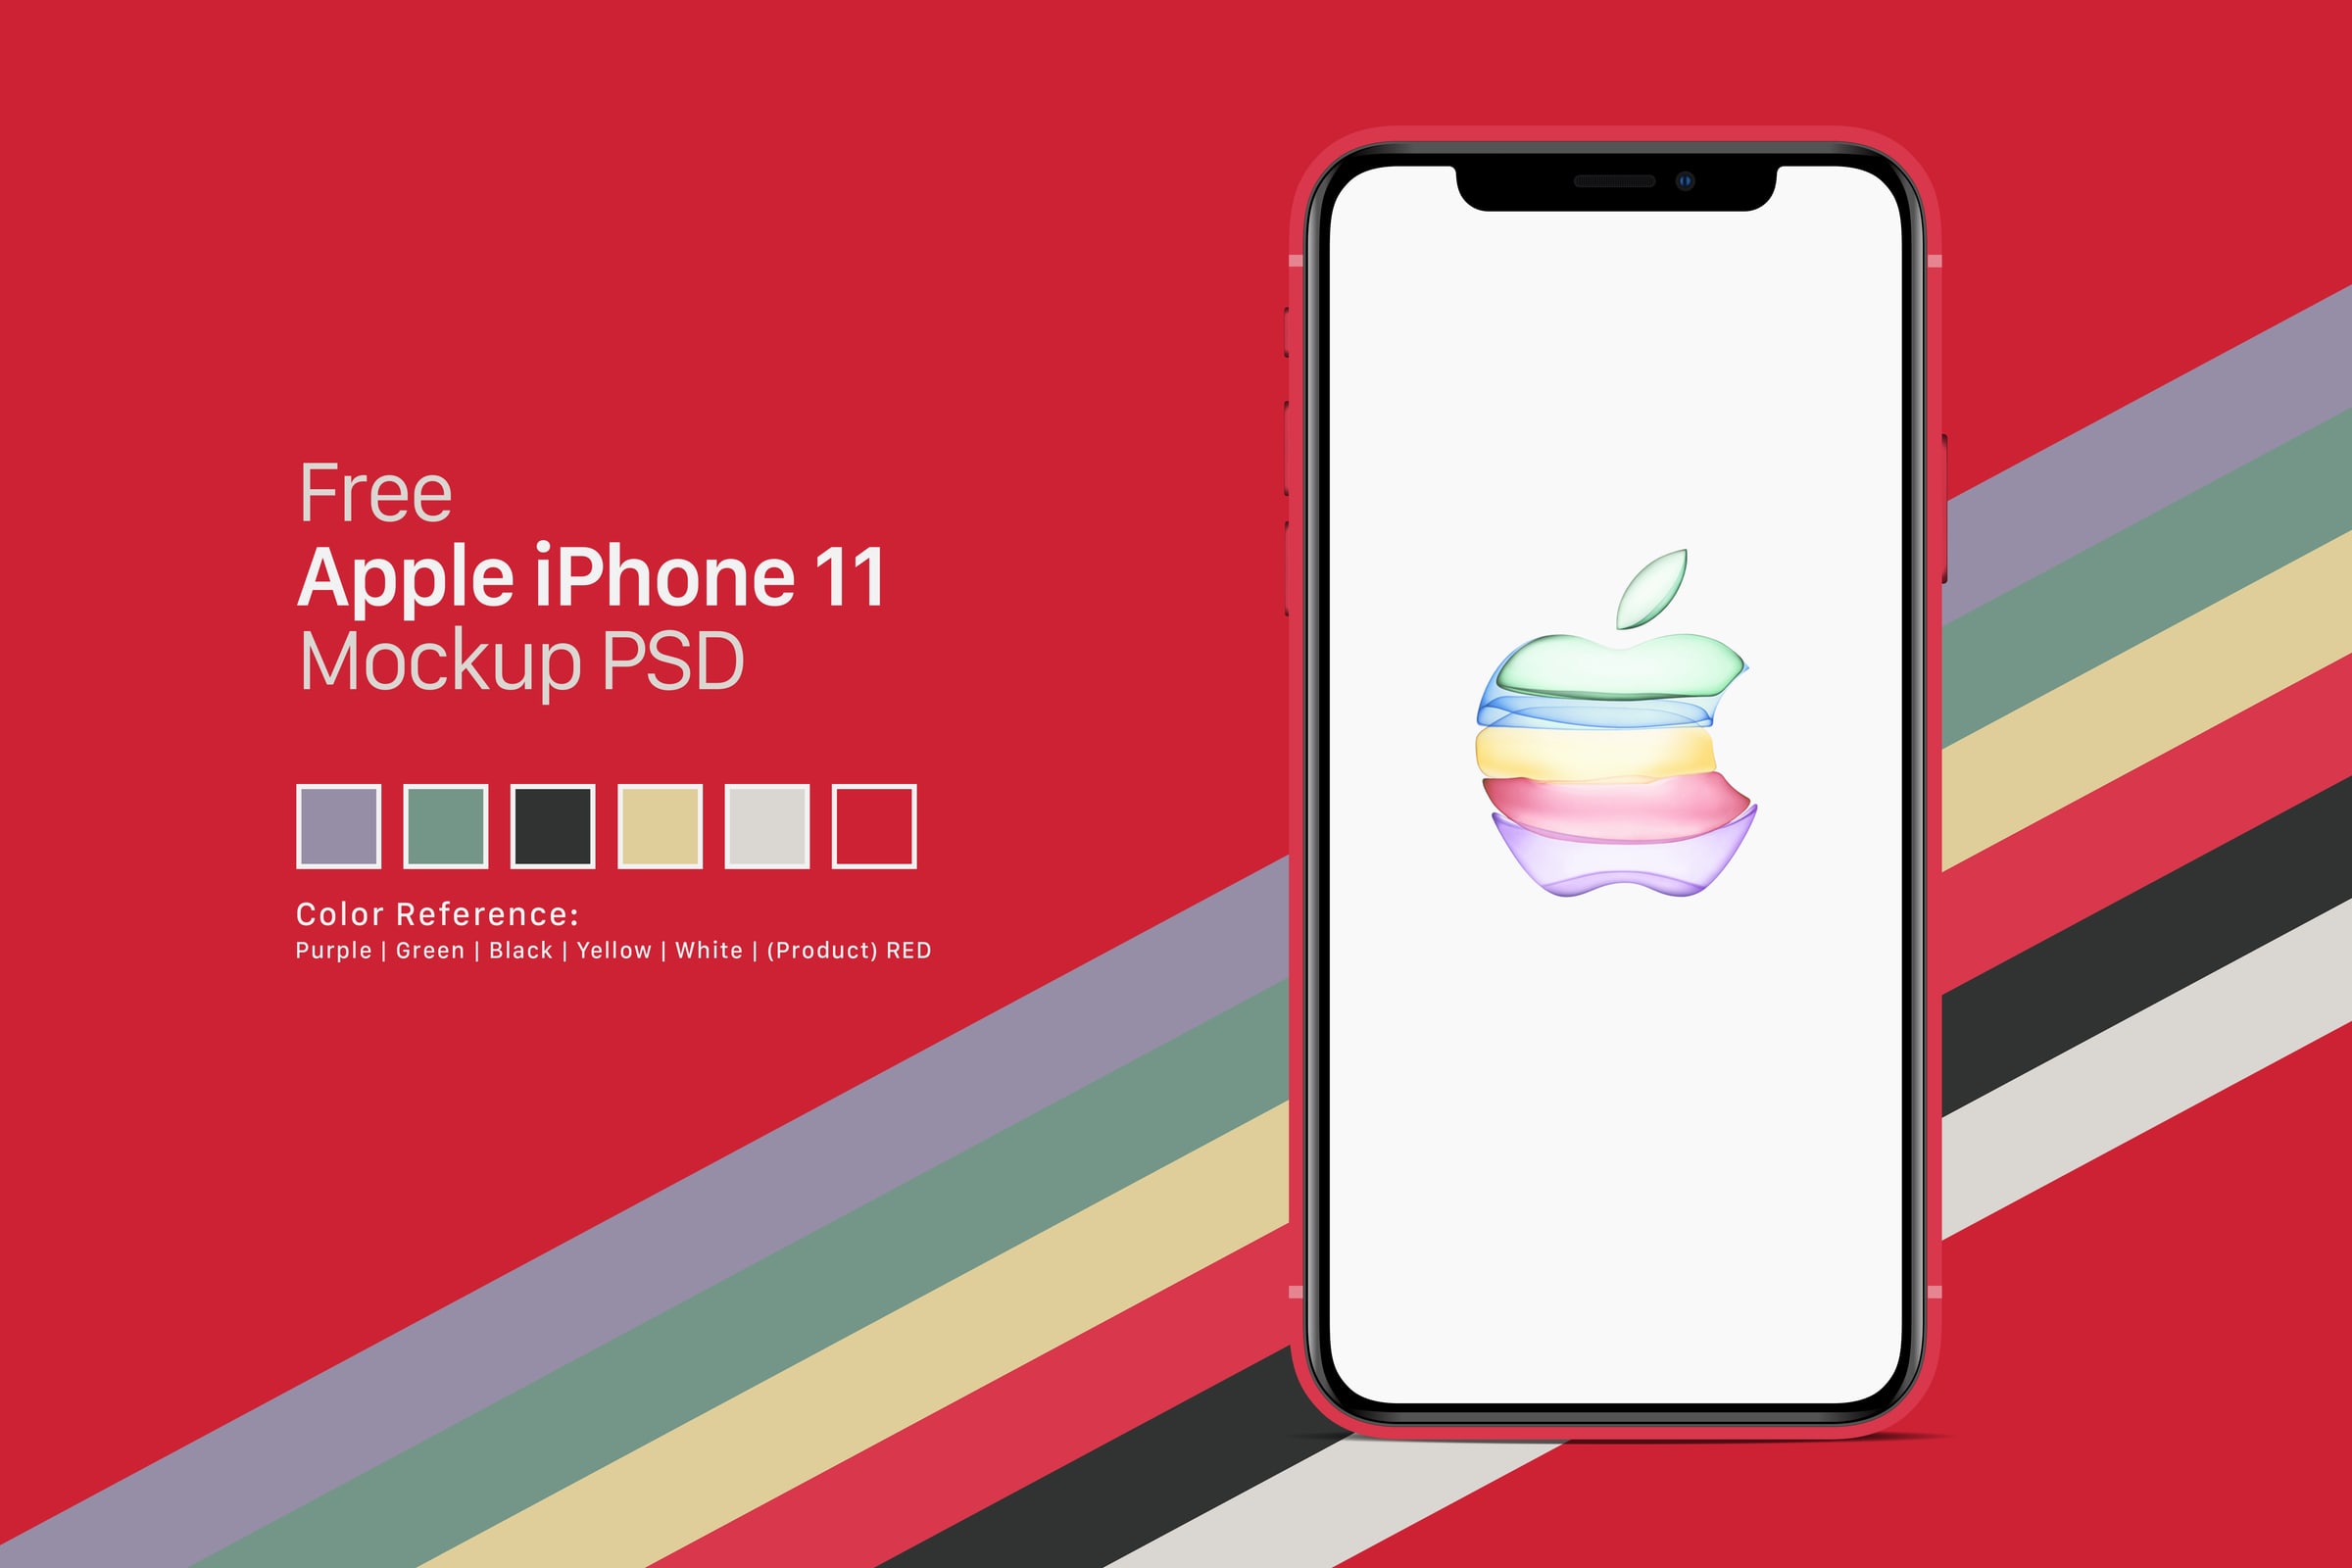 Free
Apple iPhone 11
Mockup PSD
Color Reference:
Purple | Green | Black | Yellow | White | (Product) RED